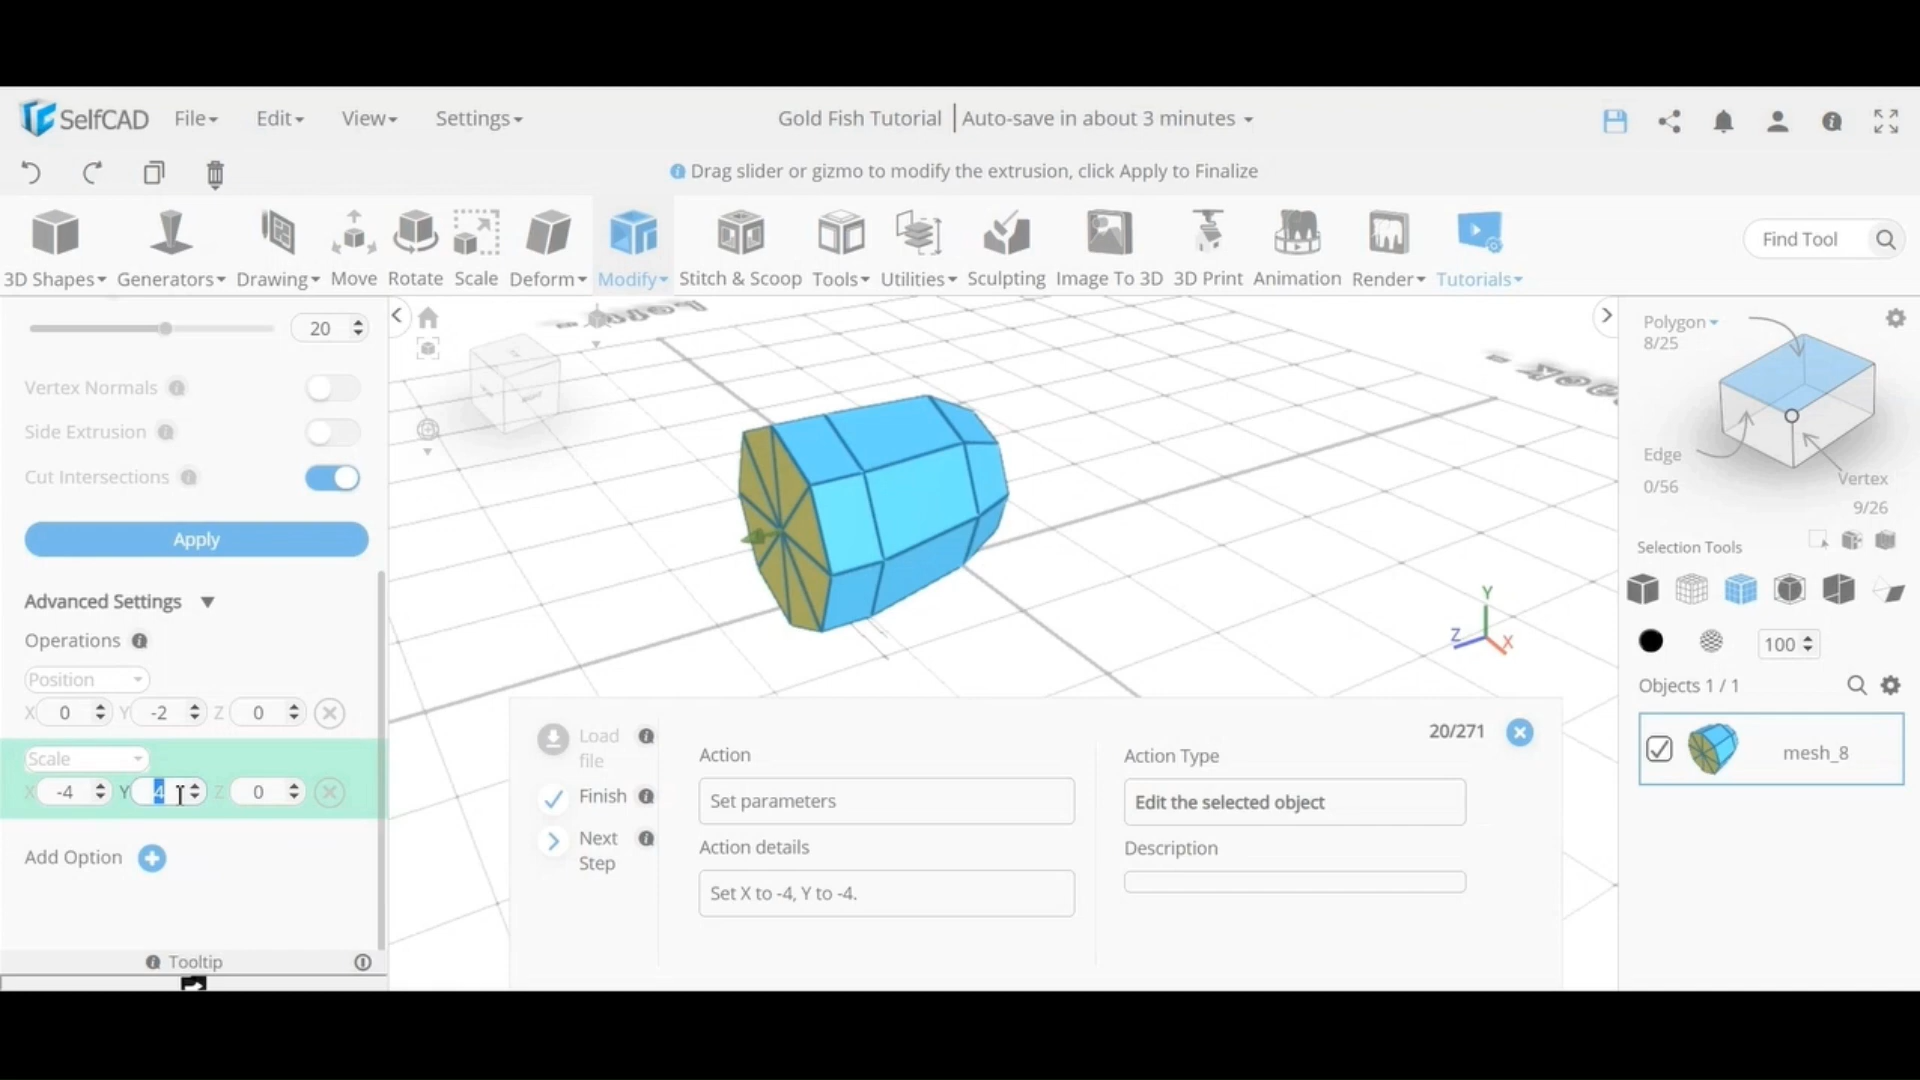 SelfCAD File Edit View Settings Gold Fish Tutorial Auto-save in about 3 minutes
Drag slider or gizmo to modify the extrusion, click Apply to Finalize
3D Shapes Generators Drawing Move Rotate Scale Deform Modify Stitch & Scoop Tools Utilities Sculpting Image To 3D 3D Print Animation Render Tutorials
Find Tool
20
Vertex Normals
Side Extrusion
Cut Intersections
Apply
Advanced Settings
Operations
Position
X 0 Y -2 Z 0
Scale
X -4 Y 4 Z 0
Add Option
Tooltip
Load file
Finish
Next Step
Action
Set parameters
Action details
Set X to -4, Y to -4.
20/271
Action Type
Edit the selected object
Description
Y
Z
X
Polygon
8/25
Edge
0/56
Vertex
9/26
Selection Tools
100
Objects 1 / 1
mesh_8